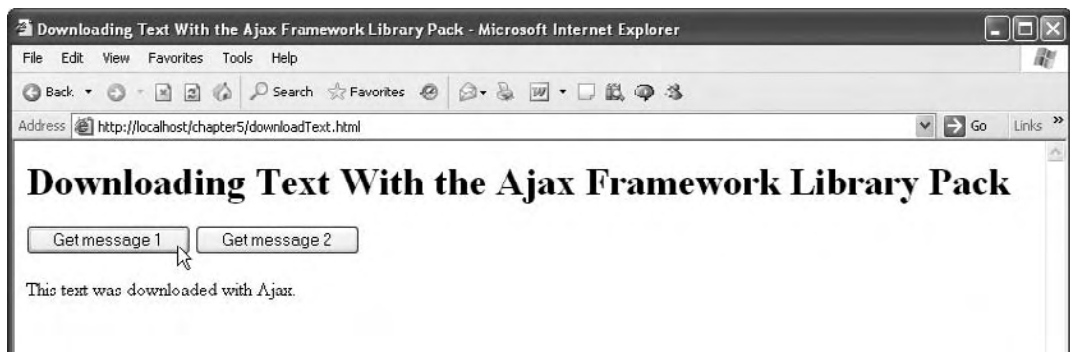 Downloading Text With the Ajax Framework Library Pack - Microsoft Internet Explorer
File Edit View Favorites Tools Help
Back Search Favorites
Address http://localhost/chapter5/downloadText.html Go Links »
Downloading Text With the Ajax Framework Library Pack
Get message 1 Get message 2
This text was downloaded with Ajax.